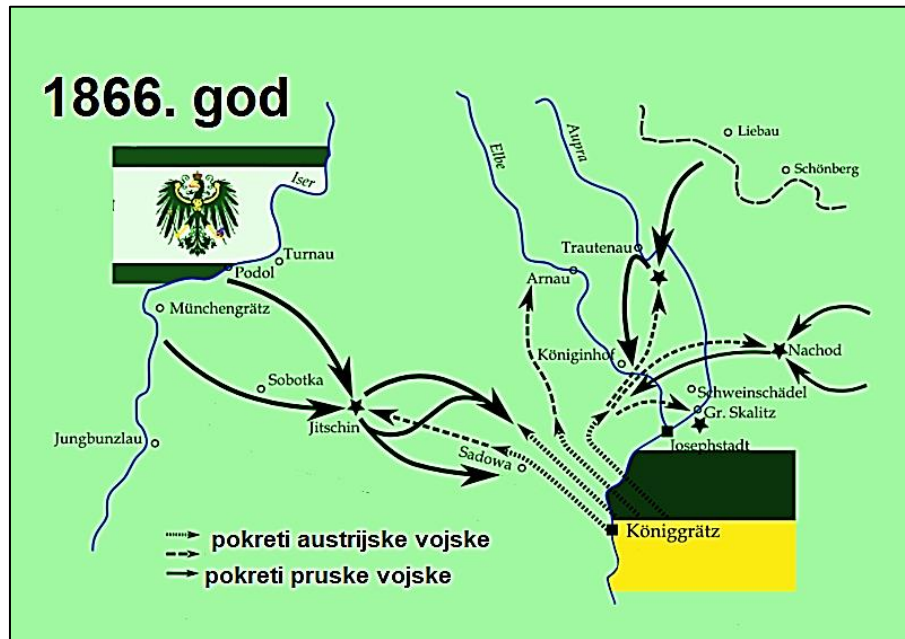 1866. god
Elbe
Aupra
Liebau
Schönberg
Iser
Turnau
Trautenau
Podol
Arnau
Münchengrätz
Königinhof
Nachod
Sobotka
Schweinschädel
Gr. Skalitz
Jitschin
Jungbunzlau
Josephstadt
Sadowa
Königgrätz
pokreti austrijske vojske
pokreti pruske vojske